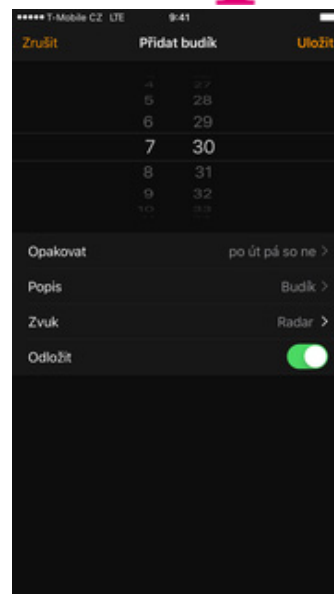 T-Mobile CZ LTE 9:41
Zrušit Přidat budík Uložit
4 27
5 28
6 29
7 30
8 31
9 32
10 33
Opakovat po út pá so ne >
Popis Budík >
Zvuk Radar >
Odložit